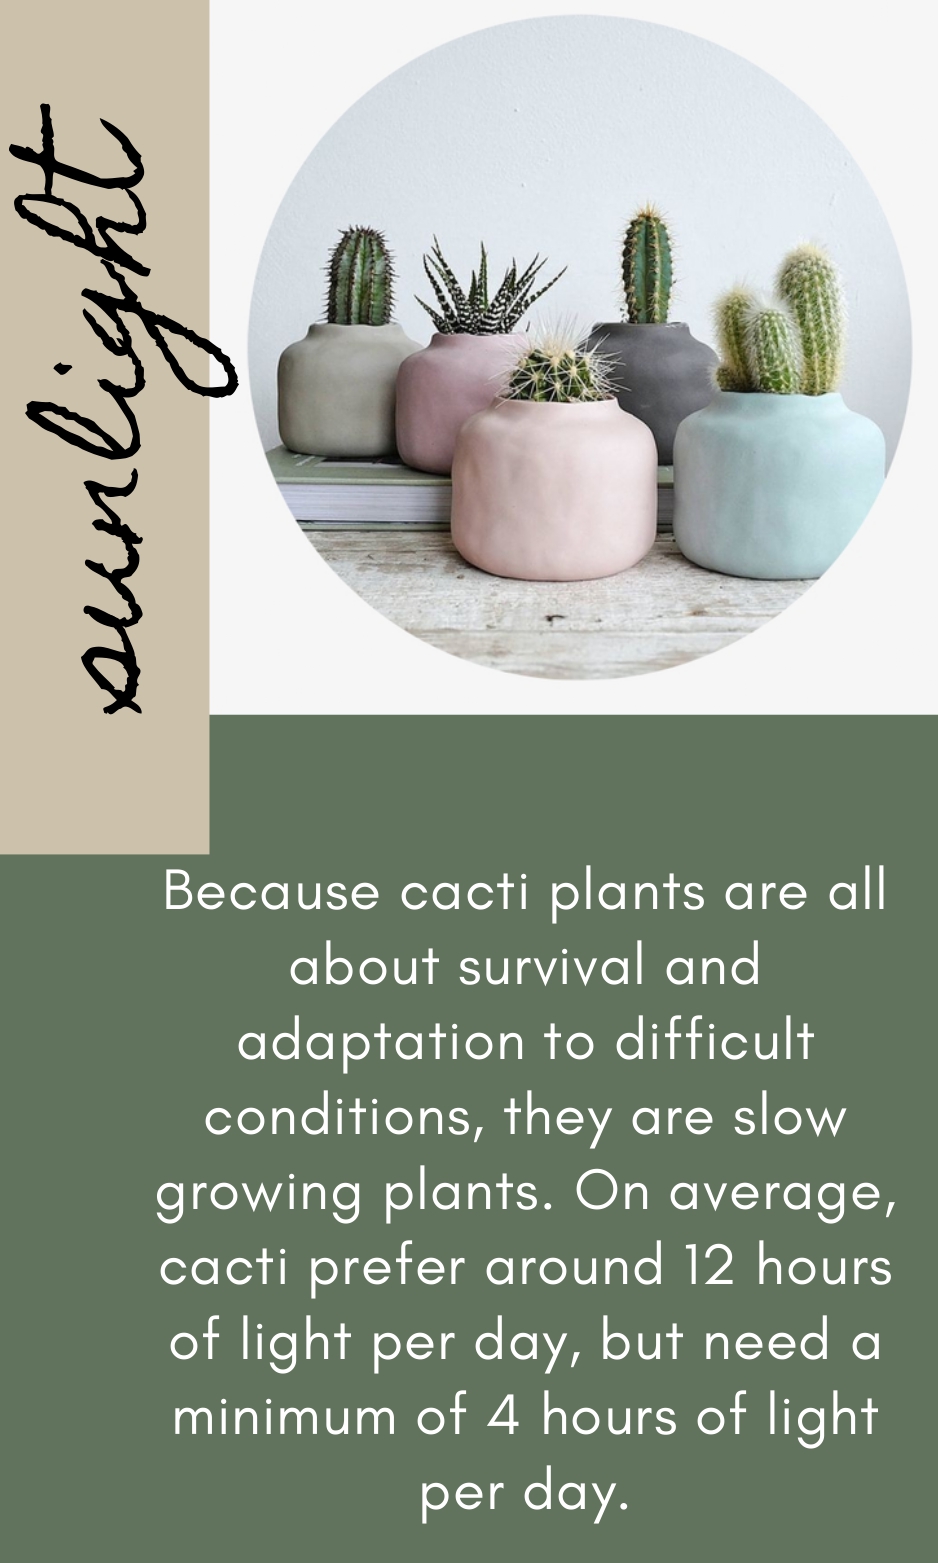 sunlight
Because cacti plants are all
about survival and
adaptation to difficult
conditions, they are slow
growing plants. On average,
cacti prefer around 12 hours
of light per day, but need a
minimum of 4 hours of light
per day.